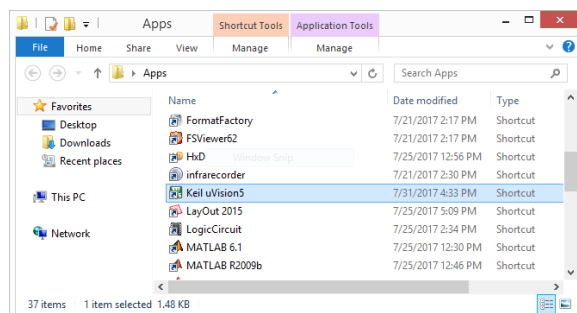 Apps
Shortcut Tools
Application Tools
File
Home
Share
View
Manage
Manage
Apps
Search Apps
Favorites
Desktop
Downloads
Recent places
This PC
Network
Name
Date modified
Type
FormatFactory 7/21/2017 2:17 PM Shortcut
FSViewer62 7/21/2017 2:17 PM Shortcut
HxD 7/25/2017 12:56 PM Shortcut
Window Snip
infrarecorder 7/21/2017 2:30 PM Shortcut
Keil uVision5 7/31/2017 4:33 PM Shortcut
LayOut 2015 7/25/2017 5:09 PM Shortcut
LogicCircuit 7/25/2017 2:34 PM Shortcut
MATLAB 6.1 7/25/2017 12:30 PM Shortcut
MATLAB R2009b 7/25/2017 12:46 PM Shortcut
37 items 1 item selected 1.48 KB